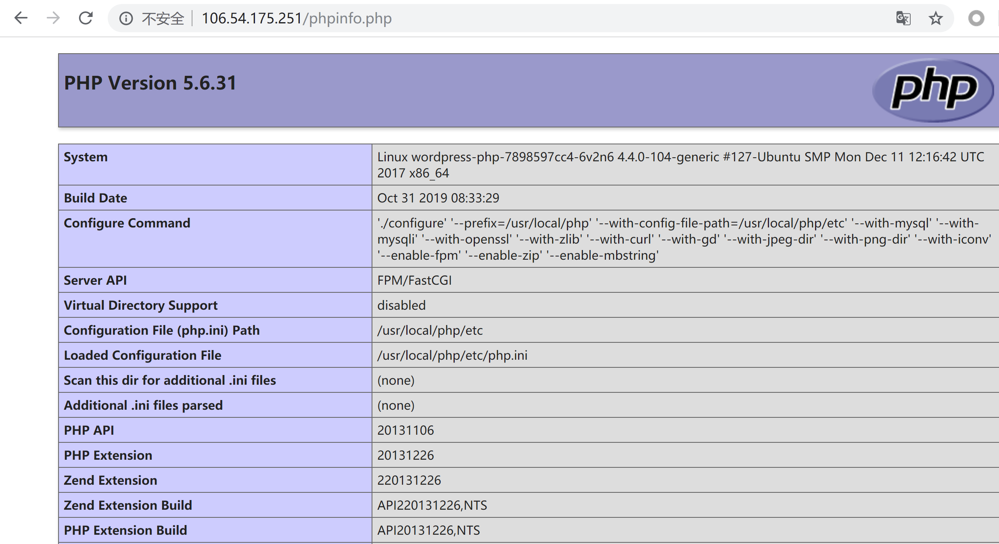 不安全 106.54.175.251/phpinfo.php
PHP Version 5.6.31
php
System Linux wordpress-php-7898597cc4-6v2n6 4.4.0-104-generic #127-Ubuntu SMP Mon Dec 11 12:16:42 UTC
2017 x86_64
Build Date Oct 31 2019 08:33:29
Configure Command './configure' '--prefix=/usr/local/php' '--with-config-file-path=/usr/local/php/etc' '--with-mysql' '--with-
mysqli' '--with-openssl' '--with-zlib' '--with-curl' '--with-gd' '--with-jpeg-dir' '--with-png-dir' '--with-iconv'
'--enable-fpm' '--enable-zip' '--enable-mbstring'
Server API FPM/FastCGI
Virtual Directory Support disabled
Configuration File (php.ini) Path /usr/local/php/etc
Loaded Configuration File /usr/local/php/etc/php.ini
Scan this dir for additional .ini files (none)
Additional .ini files parsed (none)
PHP API 20131106
PHP Extension 20131226
Zend Extension 220131226
Zend Extension Build API220131226,NTS
PHP Extension Build API20131226,NTS